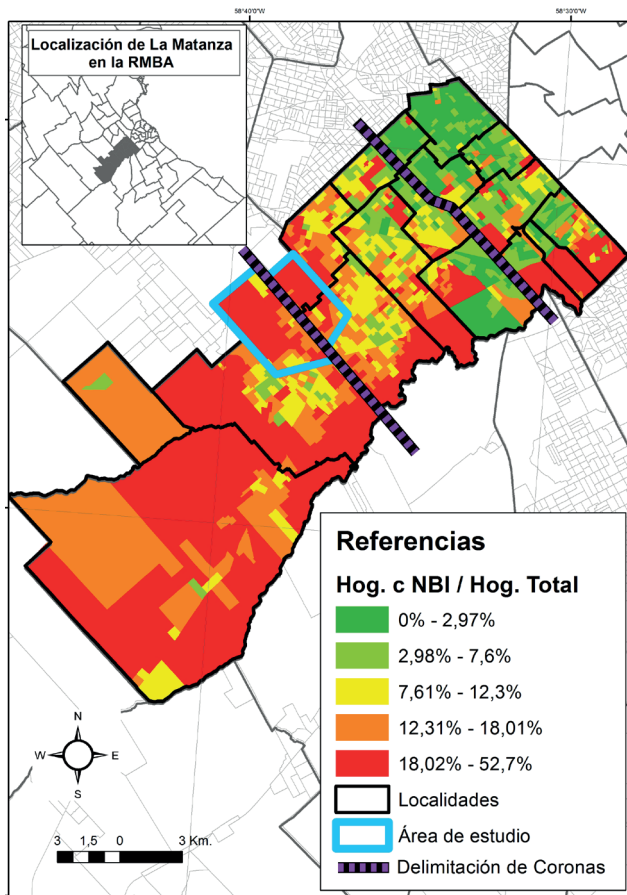 58°40'0"W
58°30'0"W
Localización de La Matanza
en la RMBA
Referencias
Hog. c NBI / Hog. Total
0% - 2,97%
2,98% - 7,6%
7,61% - 12,3%
12,31% - 18,01%
18,02% - 52,7%
Localidades
Área de estudio
Delimitación de Coronas
N
W
E
S
3 1,5 0 3 Km.